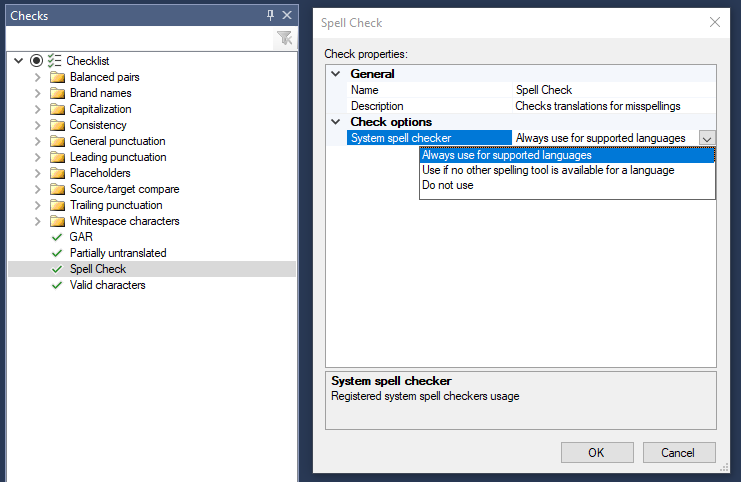 Checks
Checklist
Balanced pairs
Brand names
Capitalization
Consistency
General punctuation
Leading punctuation
Placeholders
Source/target compare
Trailing punctuation
Whitespace characters
GAR
Partially untranslated
Spell Check
Valid characters
Spell Check
Check properties:
General
Name Spell Check
Description Checks translations for misspellings
Check options
System spell checker Always use for supported languages
Always use for supported languages
Use if no other spelling tool is available for a language
Do not use
System spell checker
Registered system spell checkers usage
OK Cancel